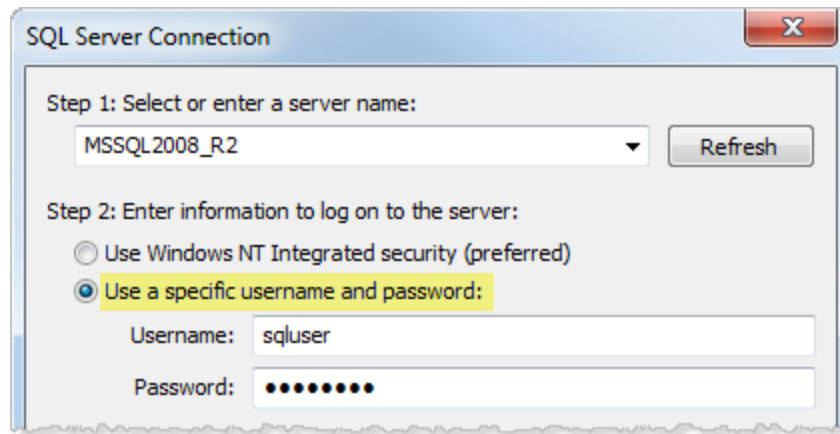 SQL Server Connection
Step 1: Select or enter a server name:
MSSQL2008_R2 Refresh
Step 2: Enter information to log on to the server:
Use Windows NT Integrated security (preferred)
Use a specific username and password:
Username: sqluser
Password: ••••••••